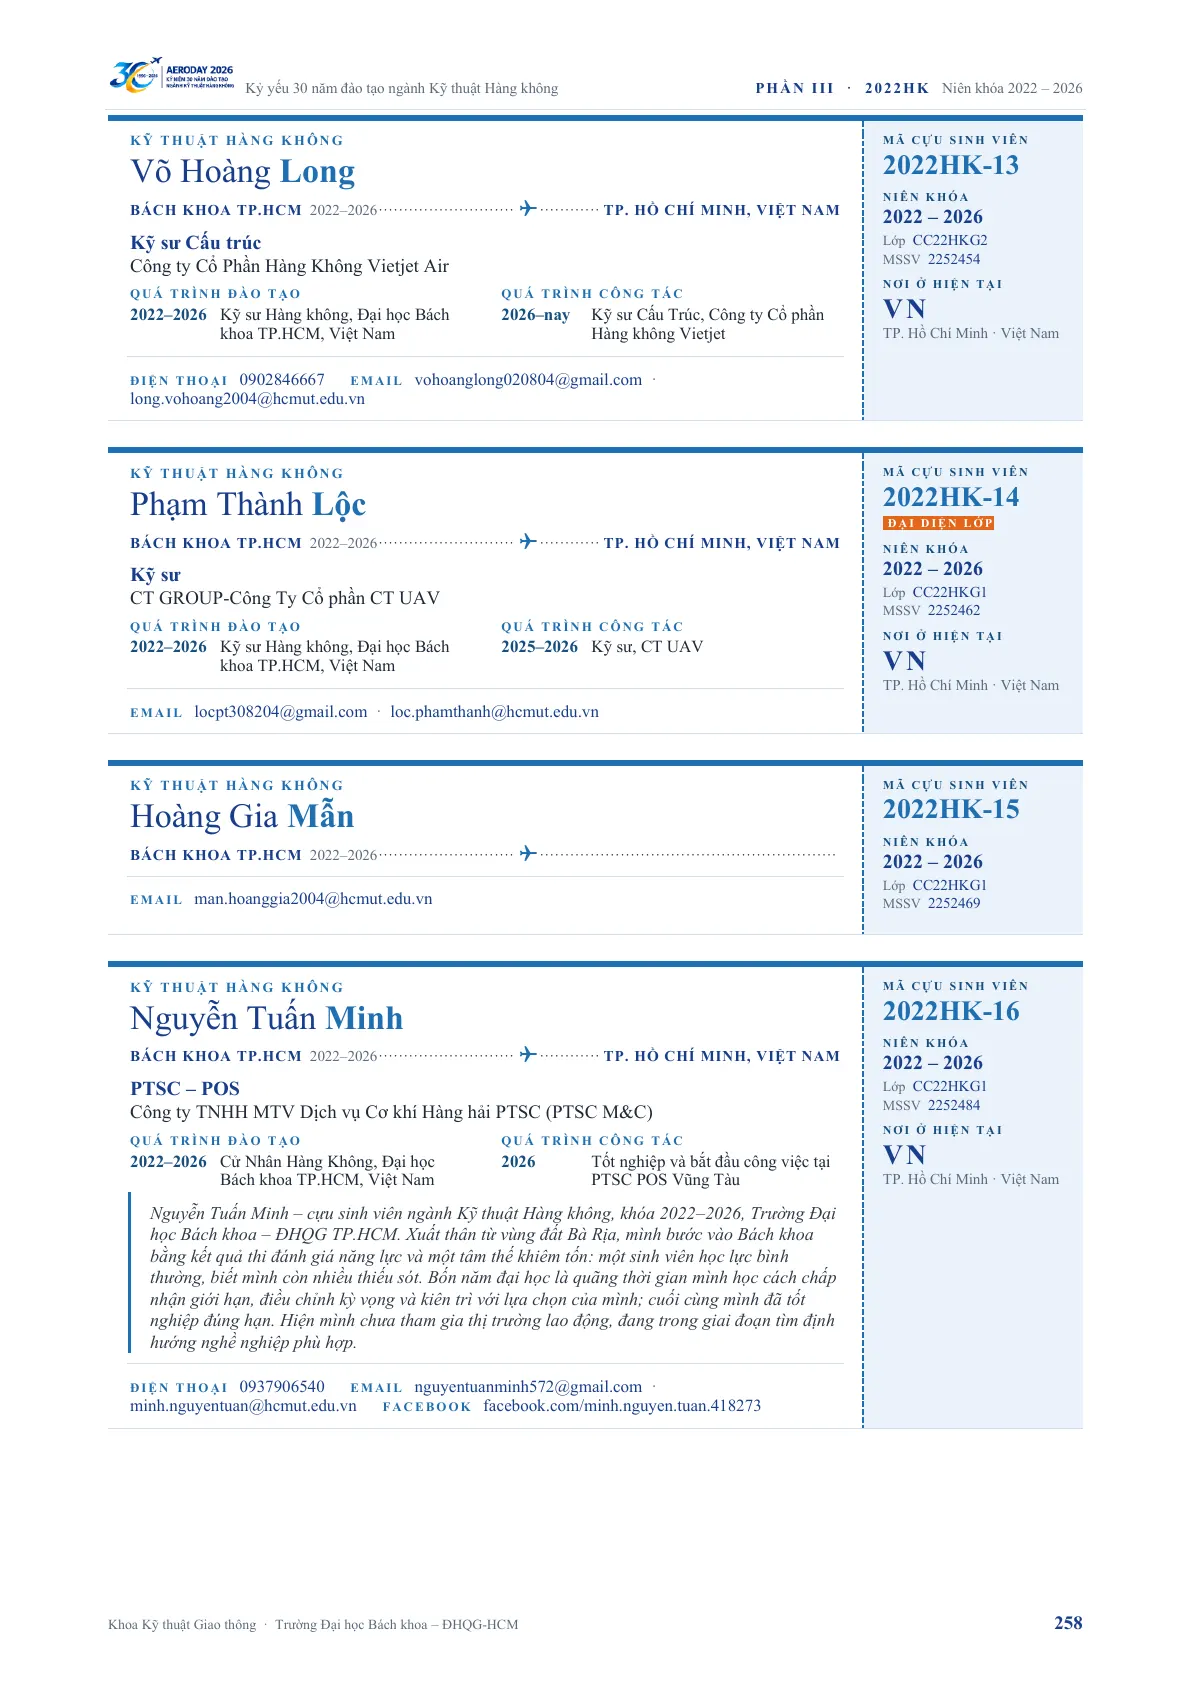 30 1996 - 2026 AERODAY 2026
KỶ NIỆM 30 NĂM ĐÀO TẠO
NGÀNH KỸ THUẬT HÀNG KHÔNG
Kỷ yếu 30 năm đào tạo ngành Kỹ thuật Hàng không
PHẦN III · 2022HK Niên khóa 2022 – 2026
KỸ THUẬT HÀNG KHÔNG
Võ Hoàng Long
BÁCH KHOA TP.HCM 2022–2026 TP. HỒ CHÍ MINH, VIỆT NAM
Kỹ sư Cấu trúc
Công ty Cổ Phần Hàng Không Vietjet Air
QUÁ TRÌNH ĐÀO TẠO
2022–2026 Kỹ sư Hàng không, Đại học Bách
khoa TP.HCM, Việt Nam
QUÁ TRÌNH CÔNG TÁC
2026–nay Kỹ sư Cấu Trúc, Công ty Cổ phần
Hàng không Vietjet
ĐIỆN THOẠI 0902846667 EMAIL vohoanglong020804@gmail.com ·
long.vohoang2004@hcmut.edu.vn
MÃ CỰU SINH VIÊN
2022HK-13
NIÊN KHÓA
2022 – 2026
Lớp CC22HKG2
MSSV 2252454
NƠI Ở HIỆN TẠI
VN
TP. Hồ Chí Minh · Việt Nam
KỸ THUẬT HÀNG KHÔNG
Phạm Thành Lộc
BÁCH KHOA TP.HCM 2022–2026 TP. HỒ CHÍ MINH, VIỆT NAM
Kỹ sư
CT GROUP-Công Ty Cổ phần CT UAV
QUÁ TRÌNH ĐÀO TẠO
2022–2026 Kỹ sư Hàng không, Đại học Bách
khoa TP.HCM, Việt Nam
QUÁ TRÌNH CÔNG TÁC
2025–2026 Kỹ sư, CT UAV
EMAIL locpt308204@gmail.com · loc.phamthanh@hcmut.edu.vn
MÃ CỰU SINH VIÊN
2022HK-14
ĐẠI DIỆN LỚP
NIÊN KHÓA
2022 – 2026
Lớp CC22HKG1
MSSV 2252462
NƠI Ở HIỆN TẠI
VN
TP. Hồ Chí Minh · Việt Nam
KỸ THUẬT HÀNG KHÔNG
Hoàng Gia Mẫn
BÁCH KHOA TP.HCM 2022–2026
EMAIL man.hoanggia2004@hcmut.edu.vn
MÃ CỰU SINH VIÊN
2022HK-15
NIÊN KHÓA
2022 – 2026
Lớp CC22HKG1
MSSV 2252469
KỸ THUẬT HÀNG KHÔNG
Nguyễn Tuấn Minh
BÁCH KHOA TP.HCM 2022–2026 TP. HỒ CHÍ MINH, VIỆT NAM
PTSC – POS
Công ty TNHH MTV Dịch vụ Cơ khí Hàng hải PTSC (PTSC M&C)
QUÁ TRÌNH ĐÀO TẠO
2022–2026 Cử Nhân Hàng Không, Đại học
Bách khoa TP.HCM, Việt Nam
QUÁ TRÌNH CÔNG TÁC
2026 Tốt nghiệp và bắt đầu công việc tại
PTSC POS Vũng Tàu
Nguyễn Tuấn Minh – cựu sinh viên ngành Kỹ thuật Hàng không, khóa 2022–2026, Trường Đại
học Bách khoa – ĐHQG TP.HCM. Xuất thân từ vùng đất Bà Rịa, mình bước vào Bách khoa
bằng kết quả thi đánh giá năng lực và một tâm thế khiêm tốn: một sinh viên học lực bình
thường, biết mình còn nhiều thiếu sót. Bốn năm đại học là quãng thời gian mình học cách chấp
nhận giới hạn, điều chỉnh kỳ vọng và kiên trì với lựa chọn của mình; cuối cùng mình đã tốt
nghiệp đúng hạn. Hiện mình chưa tham gia thị trường lao động, đang trong giai đoạn tìm định
hướng nghề nghiệp phù hợp.
ĐIỆN THOẠI 0937906540 EMAIL nguyentuanminh572@gmail.com ·
minh.nguyentuan@hcmut.edu.vn FACEBOOK facebook.com/minh.nguyen.tuan.418273
MÃ CỰU SINH VIÊN
2022HK-16
NIÊN KHÓA
2022 – 2026
Lớp CC22HKG1
MSSV 2252484
NƠI Ở HIỆN TẠI
VN
TP. Hồ Chí Minh · Việt Nam
Khoa Kỹ thuật Giao thông · Trường Đại học Bách khoa – ĐHQG-HCM
258